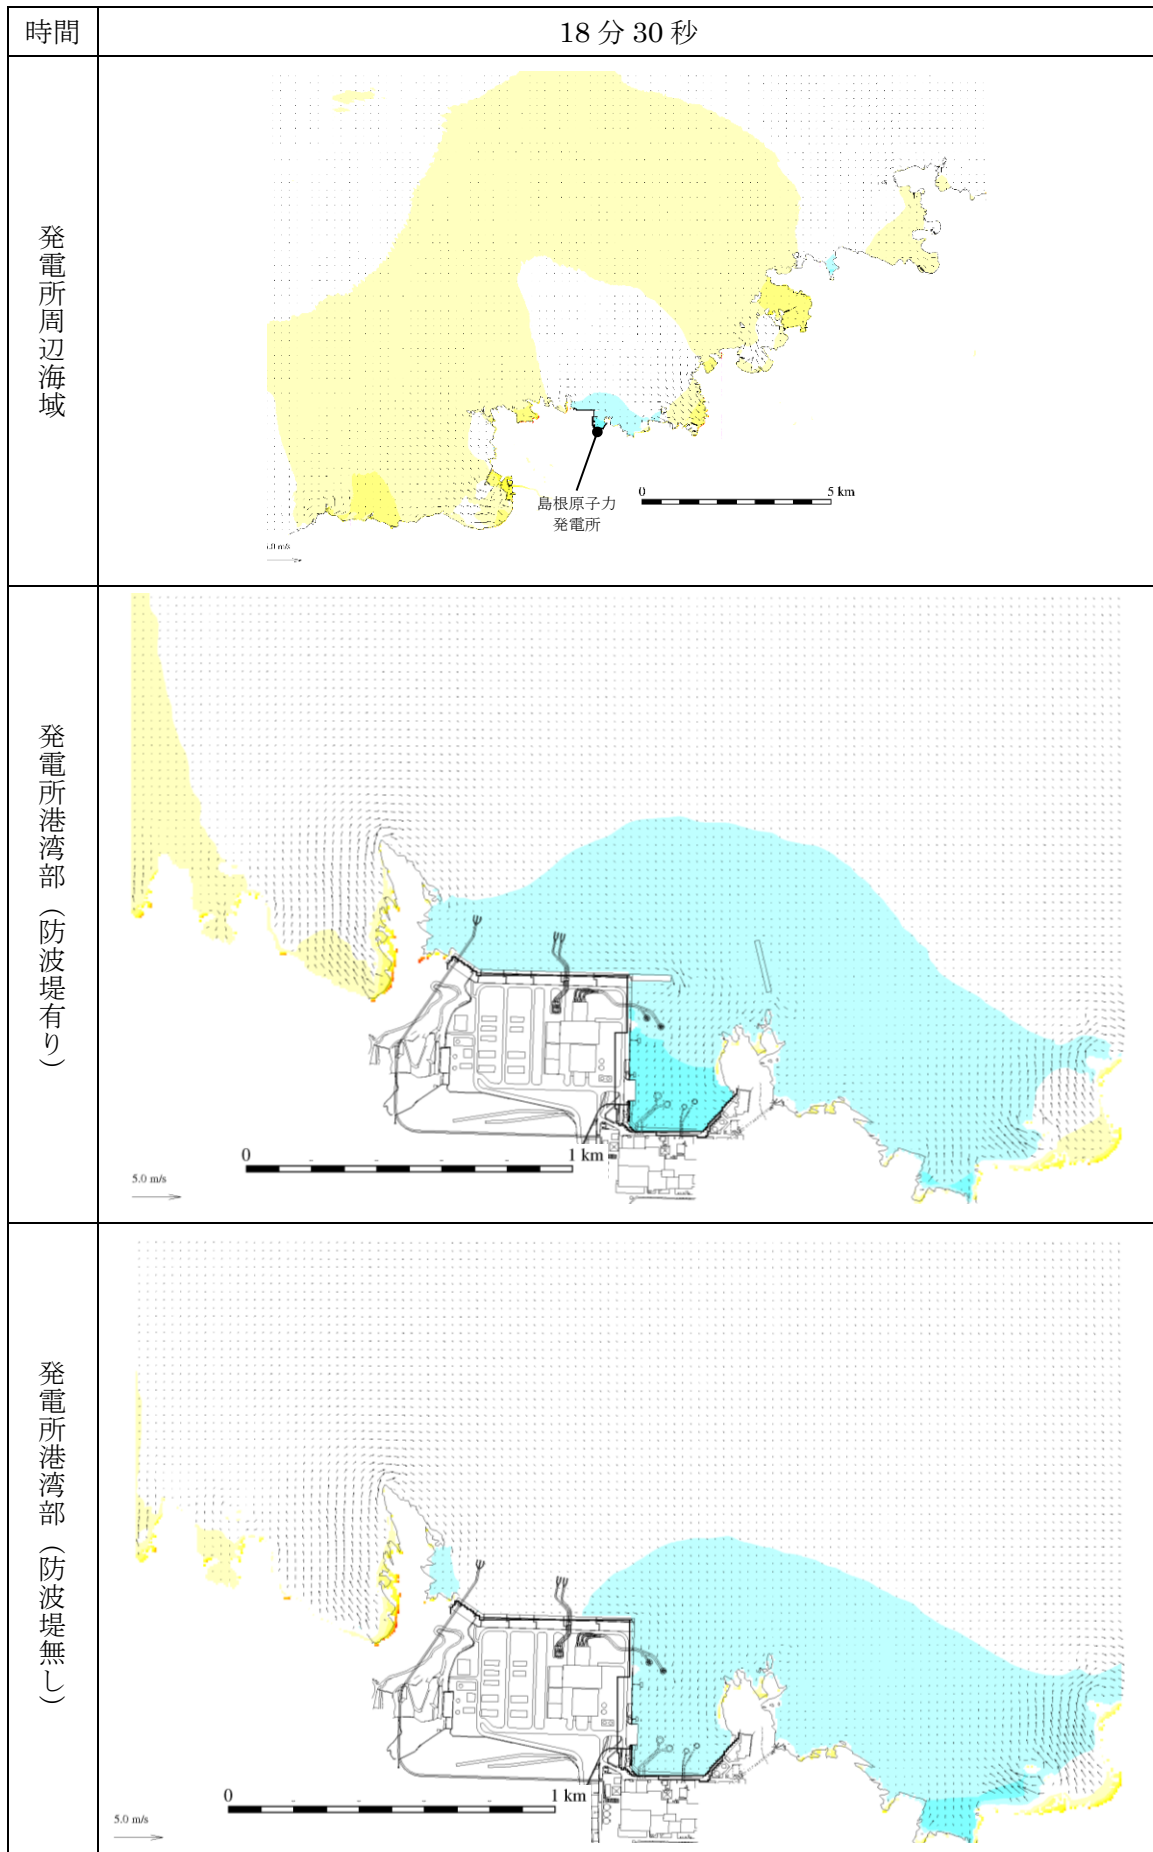 時間
18分30秒
発電所周辺海域
島根原子力
発電所
0
5 km
発電所港湾部（防波堤有り）
0
1 km
5.0 m/s
発電所港湾部（防波堤無し）
0
1 km
5.0 m/s